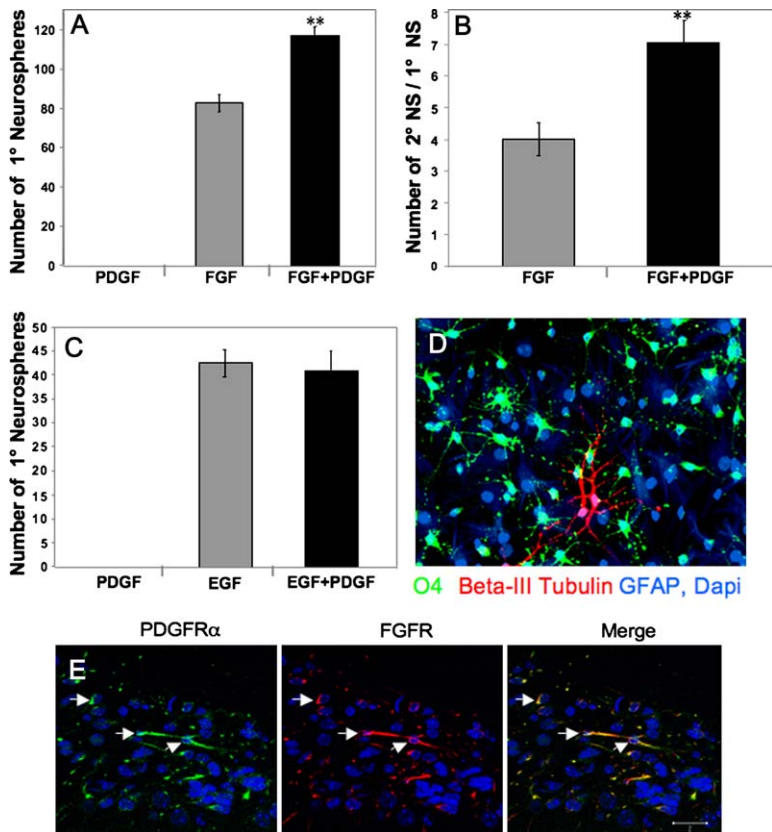 A
**
Number of 1° Neurospheres
120
100
80
60
40
20
0
PDGF
FGF
FGF+PDGF
B
**
Number of 2° NS / 1° NS
8
7
6
5
4
3
2
1
0
FGF
FGF+PDGF
C
Number of 1° Neurospheres
50
45
40
35
30
25
20
15
10
5
0
PDGF
EGF
EGF+PDGF
D
O4 Beta-III Tubulin GFAP, Dapi
PDGFRα
FGFR
Merge
E